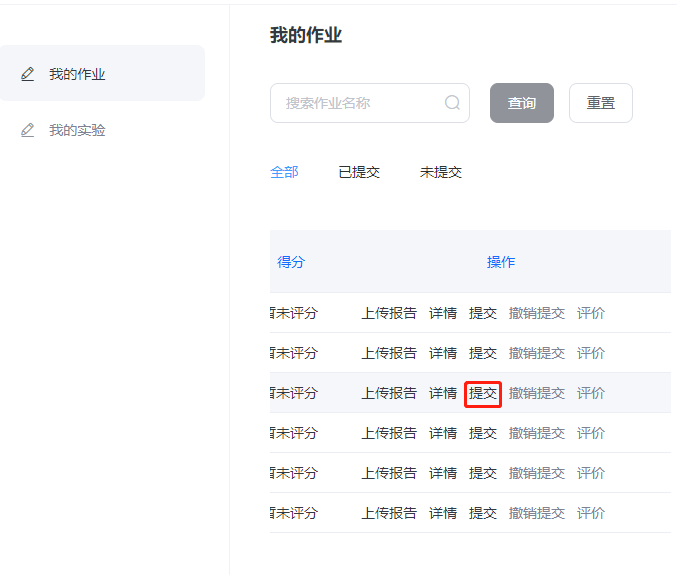 我的作业
我的作业
我的实验
搜索作业名称 查询 重置
全部 已提交 未提交
得分 操作
暂未评分 上传报告 详情 提交 撤销提交 评价
暂未评分 上传报告 详情 提交 撤销提交 评价
暂未评分 上传报告 详情 提交 撤销提交 评价
暂未评分 上传报告 详情 提交 撤销提交 评价
暂未评分 上传报告 详情 提交 撤销提交 评价
暂未评分 上传报告 详情 提交 撤销提交 评价